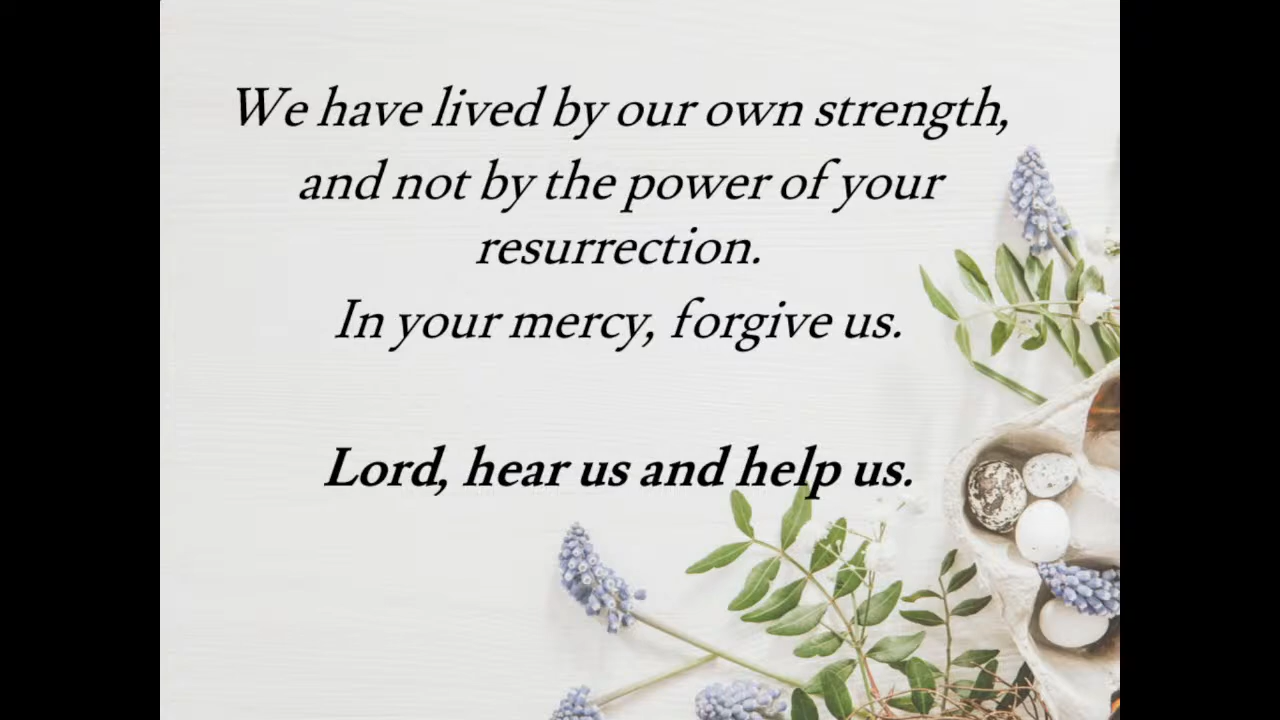 We have lived by our own strength,
and not by the power of your
resurrection.
In your mercy, forgive us.
Lord, hear us and help us.